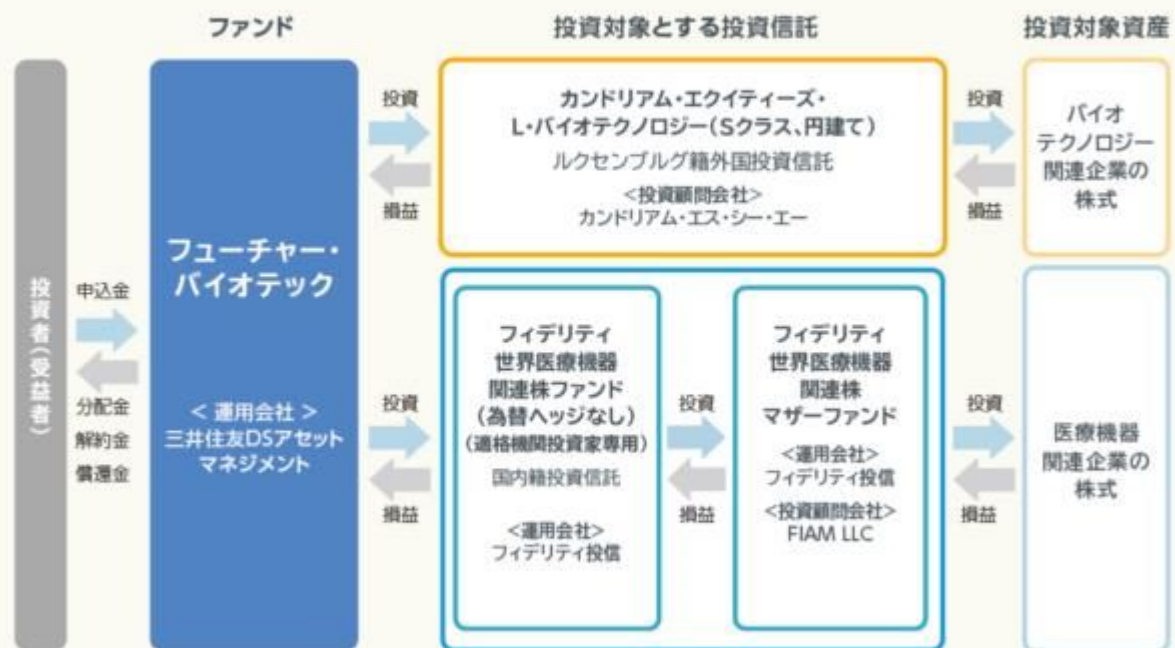 ファンド
投資対象とする投資信託
投資対象資産
投資者(受益者)
申込金
分配金
解約金
償還金
フューチャー・
バイオテック
< 運用会社 >
三井住友DSアセット
マネジメント
投資
損益
カンドリアム・エクイティーズ・
L・バイオテクノロジー(Sクラス、円建て)
ルクセンブルグ籍外国投資信託
<投資顧問会社>
カンドリアム・エス・シー・エー
投資
損益
バイオ
テクノロジー
関連企業の
株式
投資
損益
フィデリティ
世界医療機器
関連株ファンド
(為替ヘッジなし)
(適格機関投資家専用)
国内籍投資信託
<運用会社>
フィデリティ投信
投資
損益
フィデリティ
世界医療機器
関連株
マザーファンド
<運用会社>
フィデリティ投信
<投資顧問会社>
FIAM LLC
投資
損益
医療機器
関連企業の
株式